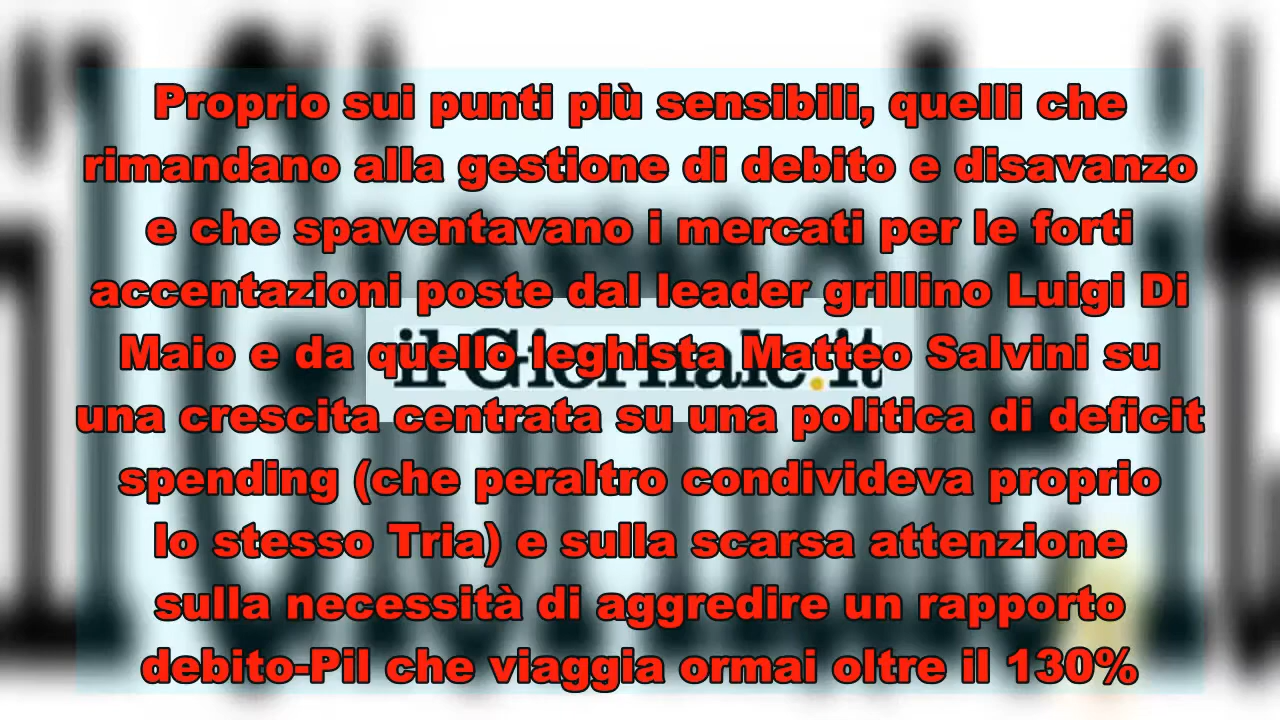 Proprio sui punti più sensibili, quelli che
rimandano alla gestione di debito e disavanzo
e che spaventavano i mercati per le forti
accentazioni poste dal leader grillino Luigi Di
Maio e da quello leghista Matteo Salvini su
il Giornale.it
una crescita centrata su una politica di deficit
spending (che peraltro condivideva proprio
lo stesso Tria) e sulla scarsa attenzione
sulla necessità di aggredire un rapporto
debito-Pil che viaggia ormai oltre il 130%